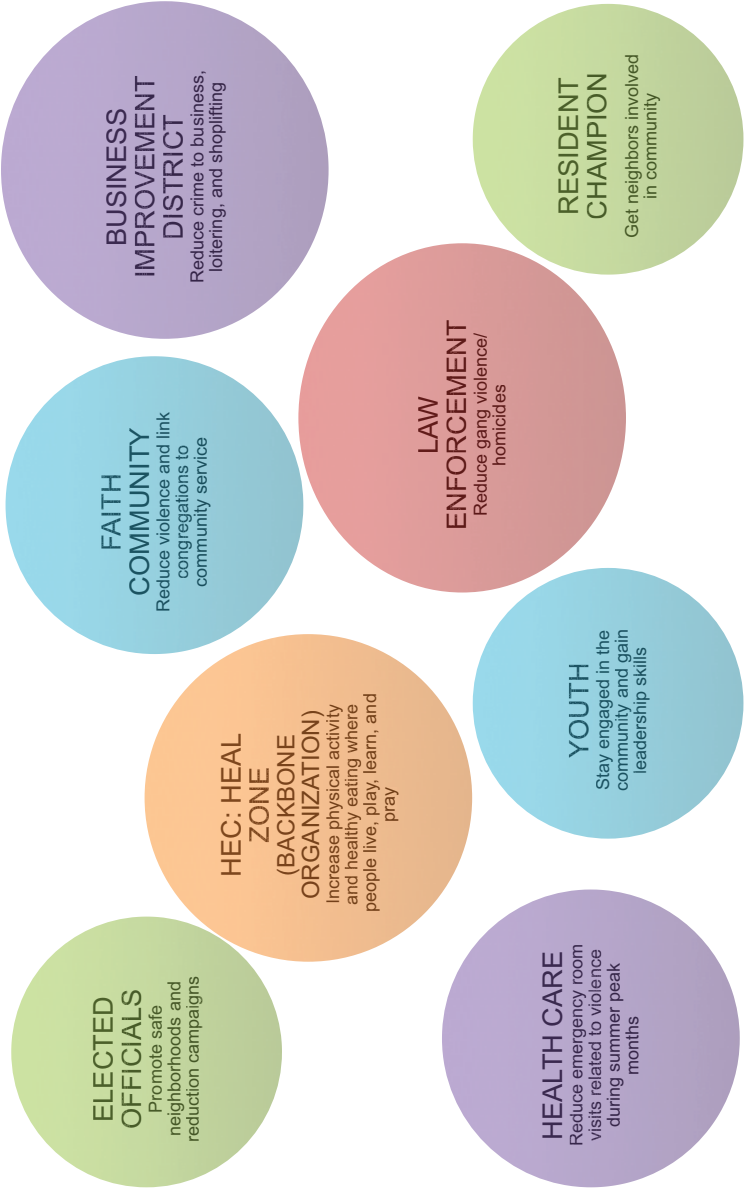 ELECTED
OFFICIALS
Promote safe
neighborhoods and
reduction campaigns
HEC: HEAL
ZONE
(BACKBONE
ORGANIZATION)
Increase physical activity
and healthy eating where
people live, play, learn, and
pray
FAITH
COMMUNITY
Reduce violence and link
congregations to
community service
BUSINESS
IMPROVEMENT
DISTRICT
Reduce crime to business,
loitering, and shoplifting
HEALTH CARE
Reduce emergency room
visits related to violence
during summer peak
months
YOUTH
Stay engaged in the
community and gain
leadership skills
LAW
ENFORCEMENT
Reduce gang violence/
homicides
RESIDENT
CHAMPION
Get neighbors involved
in community